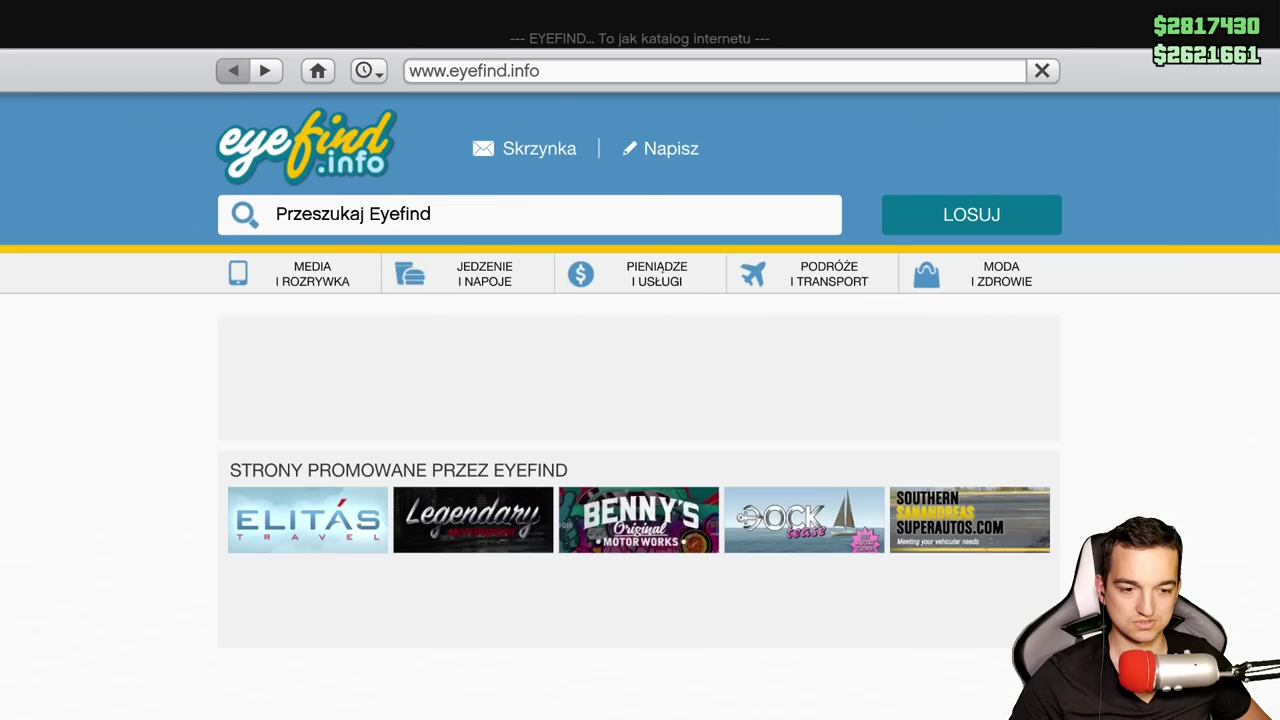 $2817430
--- EYEFIND... To jak katalog internetu ---
$2621661
www.eyefind.info
eyefind
.info
Skrzynka
Napisz
Przeszukaj Eyefind
LOSUJ
MEDIA
I ROZRYWKA
JEDZENIE
I NAPOJE
PIENIĄDZE
I USŁUGI
PODRÓŻE
I TRANSPORT
MODA
I ZDROWIE
STRONY PROMOWANE PRZEZ EYEFIND
ELITÁS
TRAVEL
Legendary
MOTORSPORT
BENNY'S
Original
MOTOR WORKS
DOCK
tease
SOUTHERN
SANANDREAS
SUPERAUTOS.COM
Meeting your vehicular needs